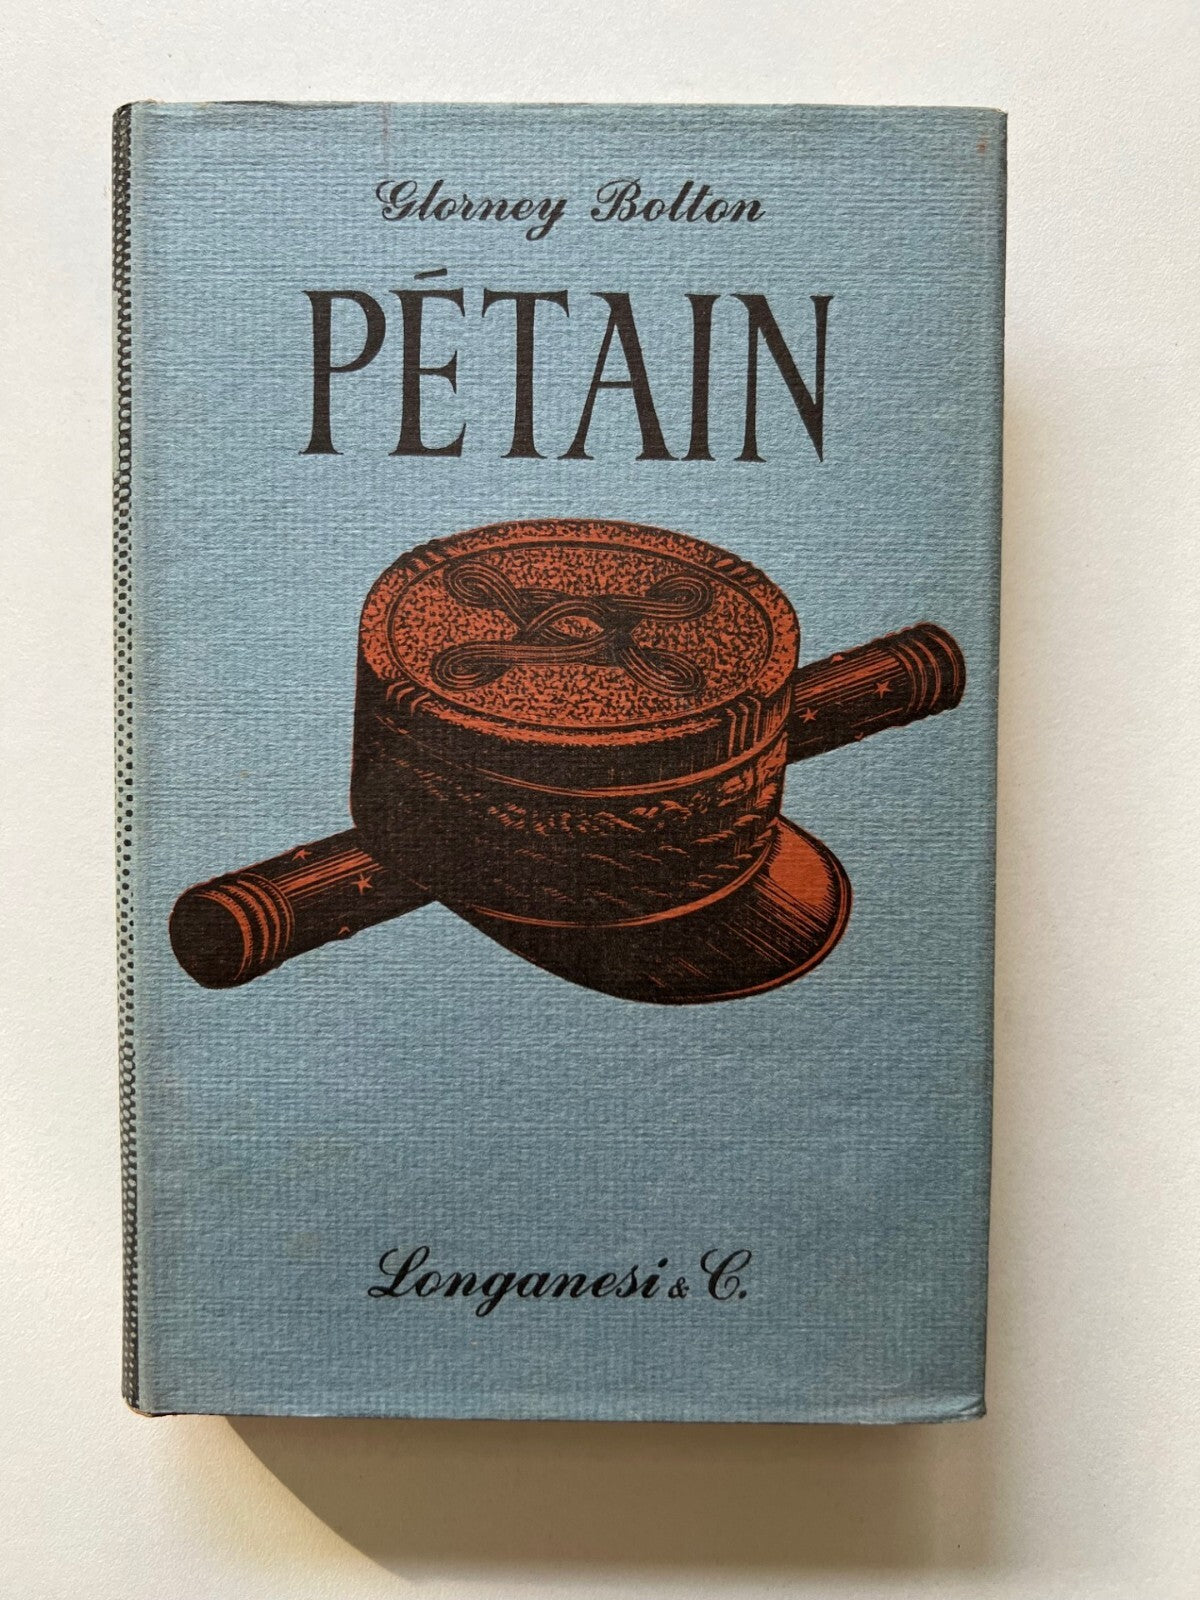 Glorney Bolton
PÉTAIN
Longanesi & C.